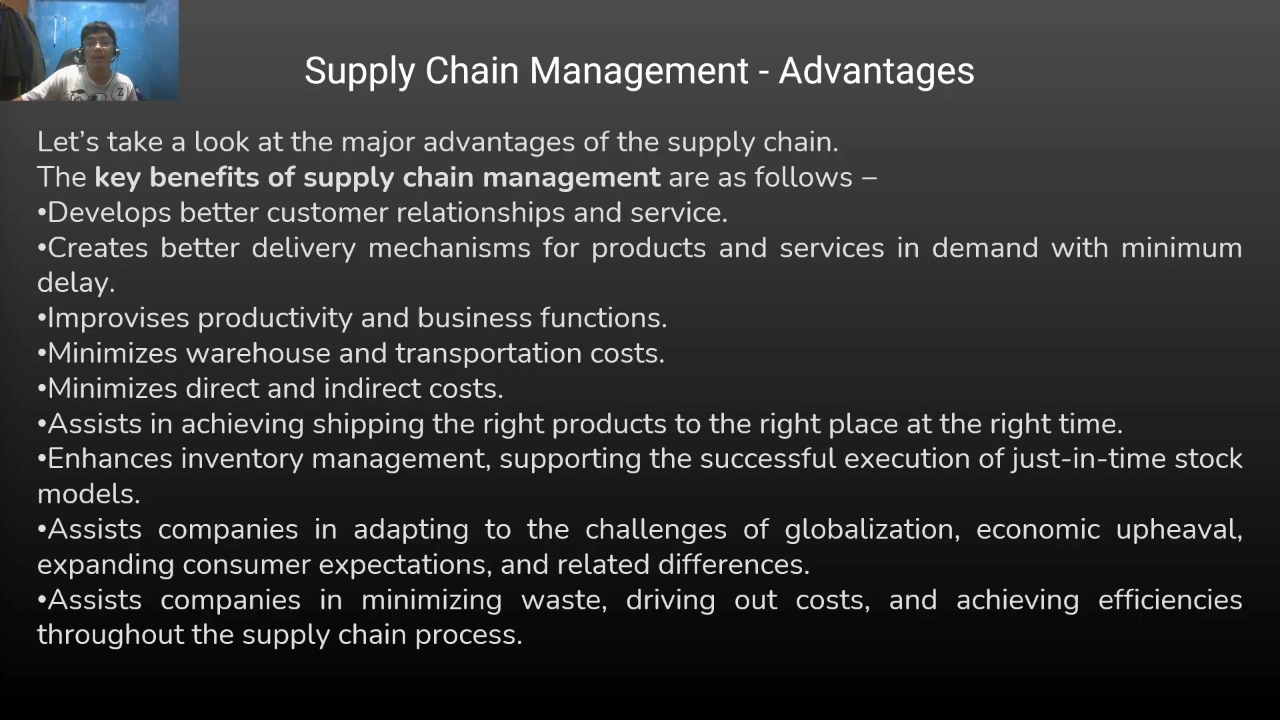 Supply Chain Management - Advantages
Let’s take a look at the major advantages of the supply chain.
The key benefits of supply chain management are as follows –
•Develops better customer relationships and service.
•Creates better delivery mechanisms for products and services in demand with minimum
delay.
•Improvises productivity and business functions.
•Minimizes warehouse and transportation costs.
•Minimizes direct and indirect costs.
•Assists in achieving shipping the right products to the right place at the right time.
•Enhances inventory management, supporting the successful execution of just-in-time stock
models.
•Assists companies in adapting to the challenges of globalization, economic upheaval,
expanding consumer expectations, and related differences.
•Assists companies in minimizing waste, driving out costs, and achieving efficiencies
throughout the supply chain process.